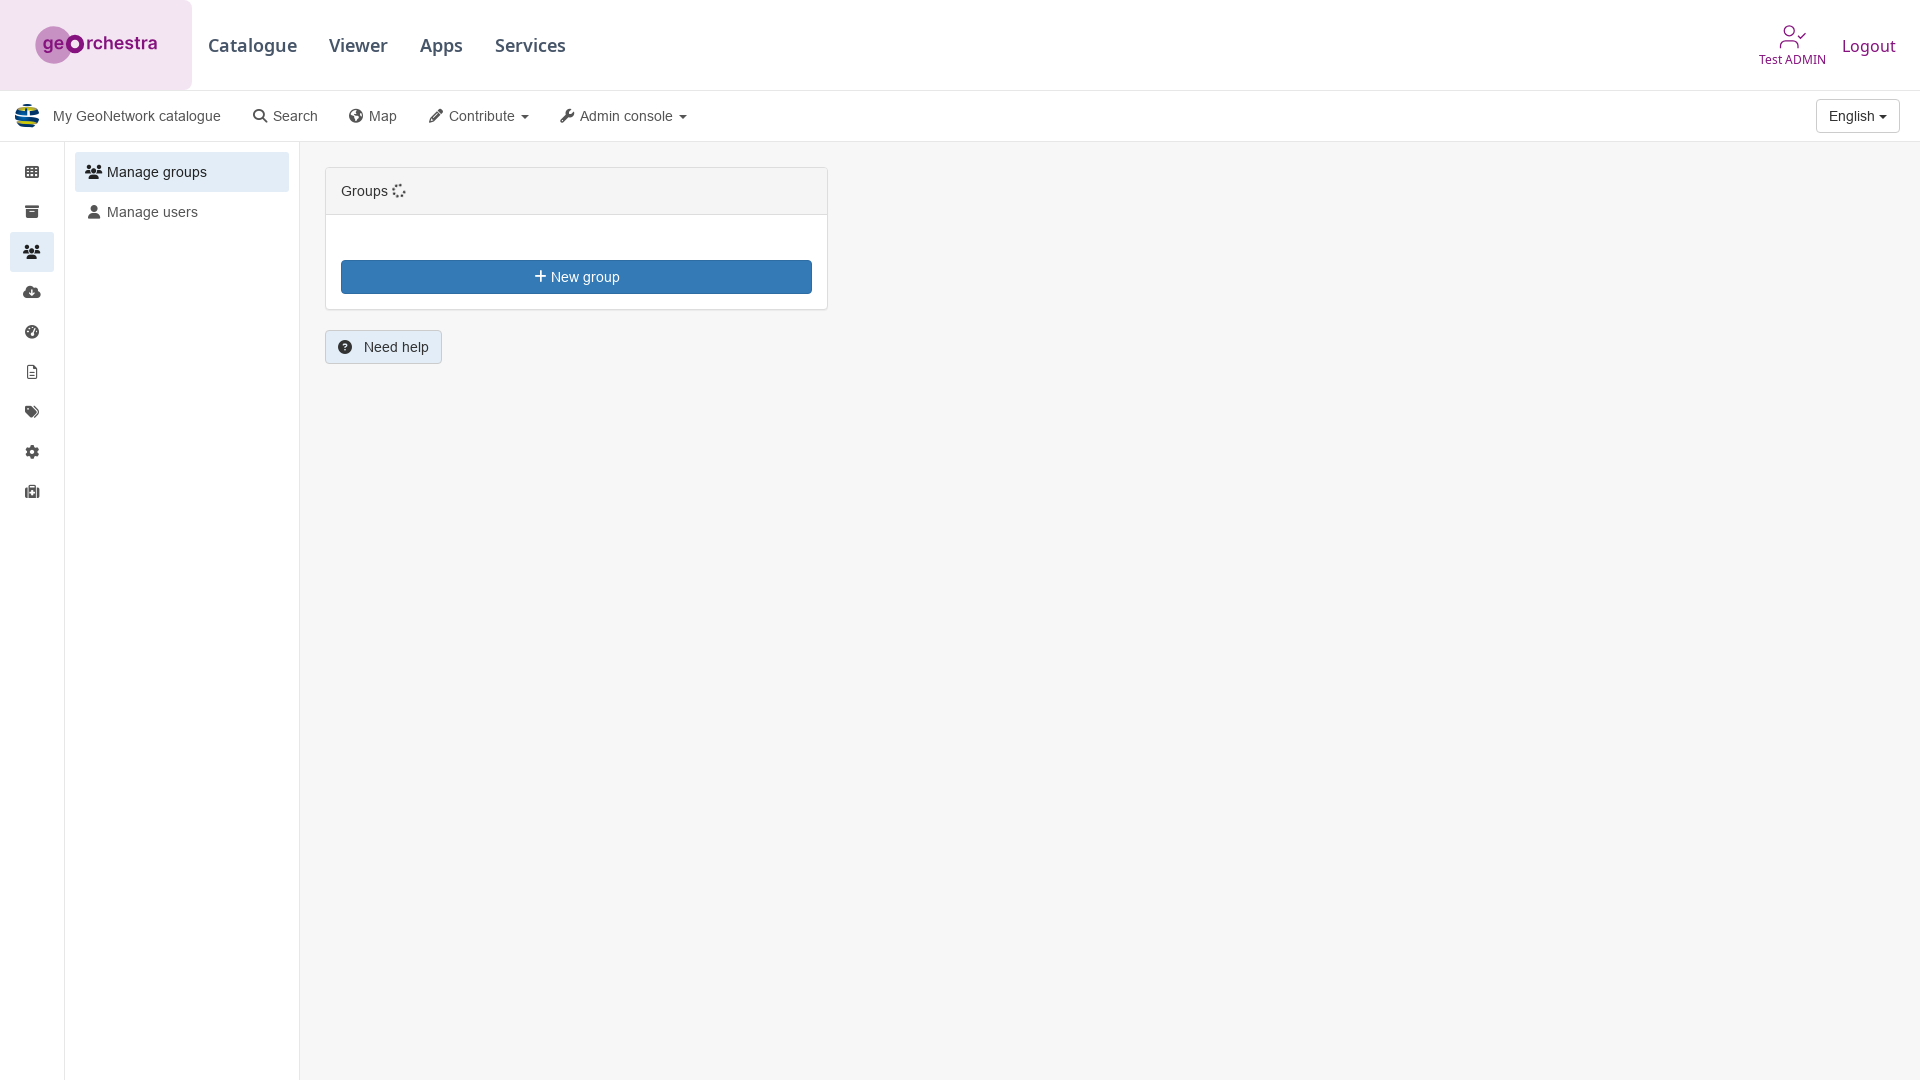 geOrchestra
Catalogue
Viewer
Apps
Services
Test ADMIN
Logout
My GeoNetwork catalogue
Search
Map
Contribute
Admin console
English
Manage groups
Manage users
Groups
New group
Need help